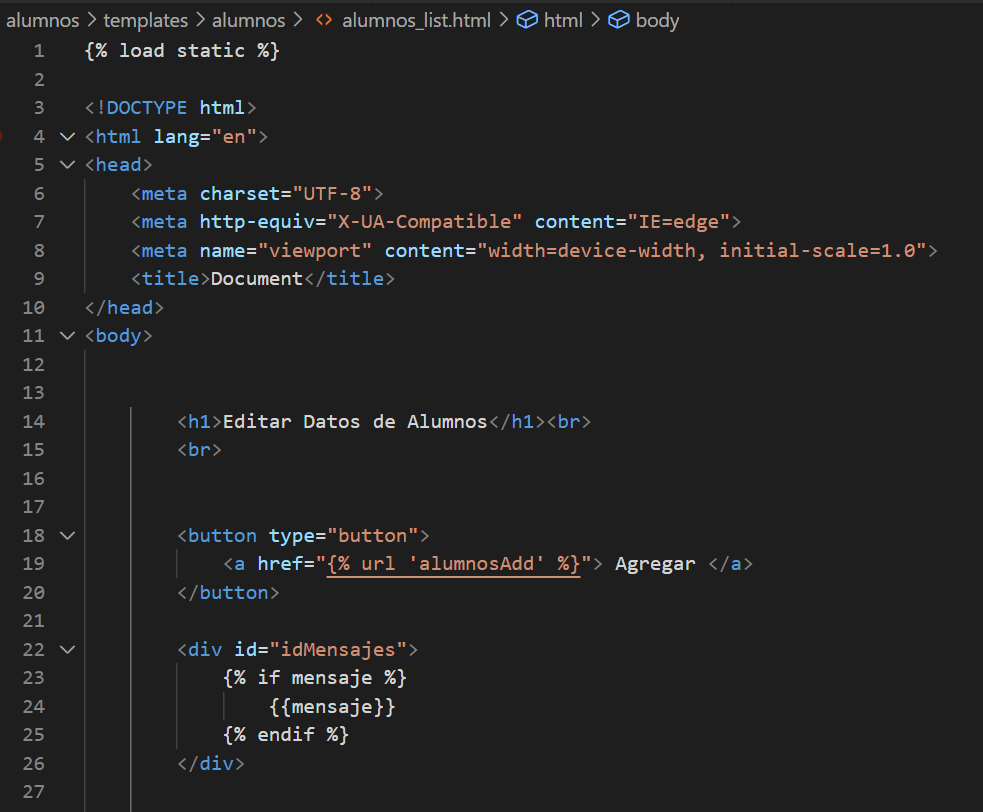 alumnos > templates > alumnos > <> alumnos_list.html > html > body
1 {% load static %}
2
3 <!DOCTYPE html>
4 <html lang="en">
5 <head>
6 <meta charset="UTF-8">
7 <meta http-equiv="X-UA-Compatible" content="IE=edge">
8 <meta name="viewport" content="width=device-width, initial-scale=1.0">
9 <title>Document</title>
10 </head>
11 <body>
12
13
14 <h1>Editar Datos de Alumnos</h1><br>
15 <br>
16
17
18 <button type="button">
19 <a href="{% url 'alumnosAdd' %}"> Agregar </a>
20 </button>
21
22 <div id="idMensajes">
23 {% if mensaje %}
24 {{mensaje}}
25 {% endif %}
26 </div>
27